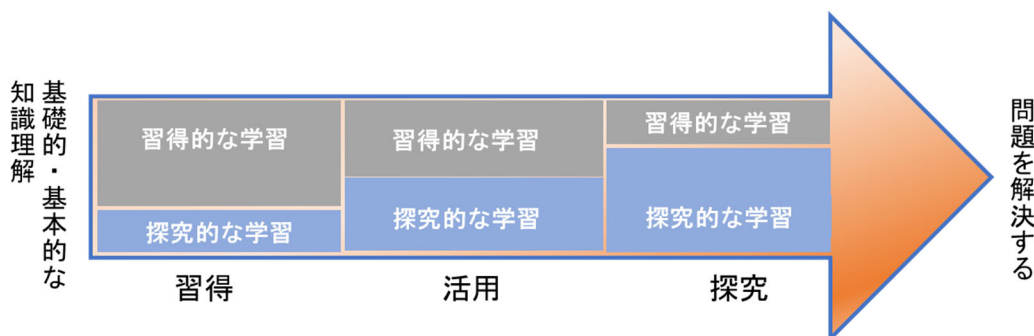 基礎的・基本的な
知識理解
習得的な学習
探究的な学習
習得的な学習
探究的な学習
習得的な学習
探究的な学習
習得
活用
探究
問題を解決する